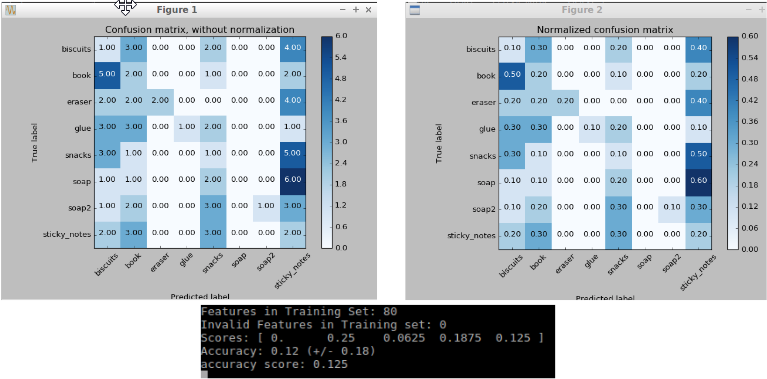 Figure 1
Confusion matrix, without normalization
biscuits 1.00 3.00 0.00 0.00 2.00 0.00 0.00 4.00
book 5.00 2.00 0.00 0.00 1.00 0.00 0.00 2.00
eraser 2.00 2.00 2.00 0.00 0.00 0.00 0.00 4.00
glue 3.00 3.00 0.00 1.00 2.00 0.00 0.00 1.00
snacks 3.00 1.00 0.00 0.00 1.00 0.00 0.00 5.00
soap 1.00 1.00 0.00 0.00 2.00 0.00 0.00 6.00
soap2 1.00 2.00 0.00 0.00 3.00 0.00 1.00 3.00
sticky_notes 2.00 3.00 0.00 0.00 3.00 0.00 0.00 2.00
biscuits book eraser glue snacks soap soap2 sticky_notes
True label
Predicted label
6.0
5.4
4.8
4.2
3.6
3.0
2.4
1.8
1.2
0.6
0.0
Figure 2
Normalized confusion matrix
biscuits 0.10 0.30 0.00 0.00 0.20 0.00 0.00 0.40
book 0.50 0.20 0.00 0.00 0.10 0.00 0.00 0.20
eraser 0.20 0.20 0.20 0.00 0.00 0.00 0.00 0.40
glue 0.30 0.30 0.00 0.10 0.20 0.00 0.00 0.10
snacks 0.30 0.10 0.00 0.00 0.10 0.00 0.00 0.50
soap 0.10 0.10 0.00 0.00 0.20 0.00 0.00 0.60
soap2 0.10 0.20 0.00 0.00 0.30 0.00 0.10 0.30
sticky_notes 0.20 0.30 0.00 0.00 0.30 0.00 0.00 0.20
biscuits book eraser glue snacks soap soap2 sticky_notes
True label
Predicted label
0.60
0.54
0.48
0.42
0.36
0.30
0.24
0.18
0.12
0.06
0.00
Features in Training Set: 80
Invalid Features in Training set: 0
Scores: [ 0. 0.25 0.0625 0.1875 0.125 ]
Accuracy: 0.12 (+/- 0.18)
accuracy score: 0.125